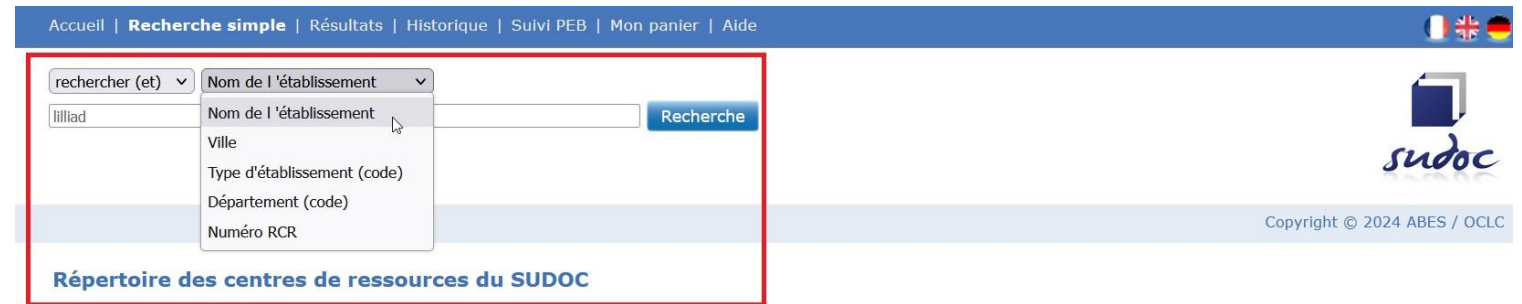 Accueil | Recherche simple | Résultats | Historique | Suivi PEB | Mon panier | Aide
rechercher (et) Nom de l 'établissement
lilliad Nom de l 'établissement Recherche
Ville
Type d'établissement (code)
Département (code)
Numéro RCR
sudoc
Copyright © 2024 ABES / OCLC
Répertoire des centres de ressources du SUDOC